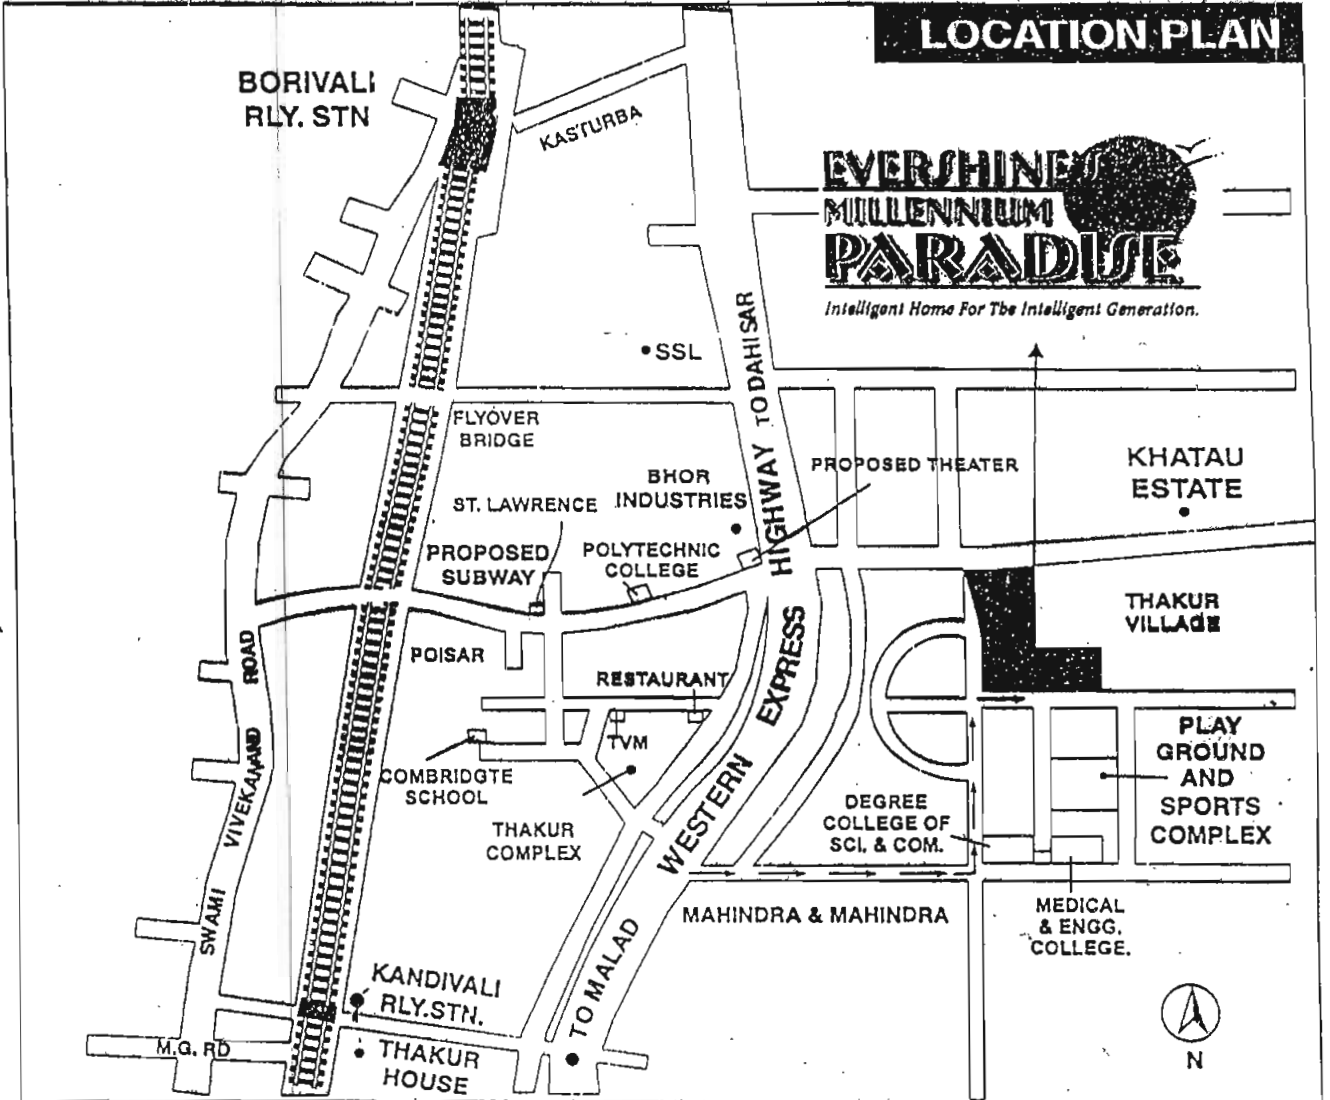 LOCATION PLAN
BORIVALI
RLY. STN
KASTURBA
EVERSHINE'S
MILLENNIUM
PARADISE
Intelligent Home For The Intelligent Generation.
SSL
HIGHWAY TO DAHISAR
FLYOVER
BRIDGE
PROPOSED THEATER
KHATAU
ESTATE
BHOR
INDUSTRIES
ST. LAWRENCE
PROPOSED
SUBWAY
POLYTECHNIC
COLLEGE
THAKUR
VILLAGE
POISAR
RESTAURANT
WESTERN EXPRESS
SWAMI VIVEKANAND ROAD
TVM
COMBRIDGTE
SCHOOL
THAKUR
COMPLEX
PLAY
GROUND
AND
SPORTS
COMPLEX
DEGREE
COLLEGE OF
SCI. & COM.
MAHINDRA & MAHINDRA
MEDICAL
& ENGG.
COLLEGE.
TO MALAD
KANDIVALI
RLY.STN.
M.G. RD
THAKUR
HOUSE
N